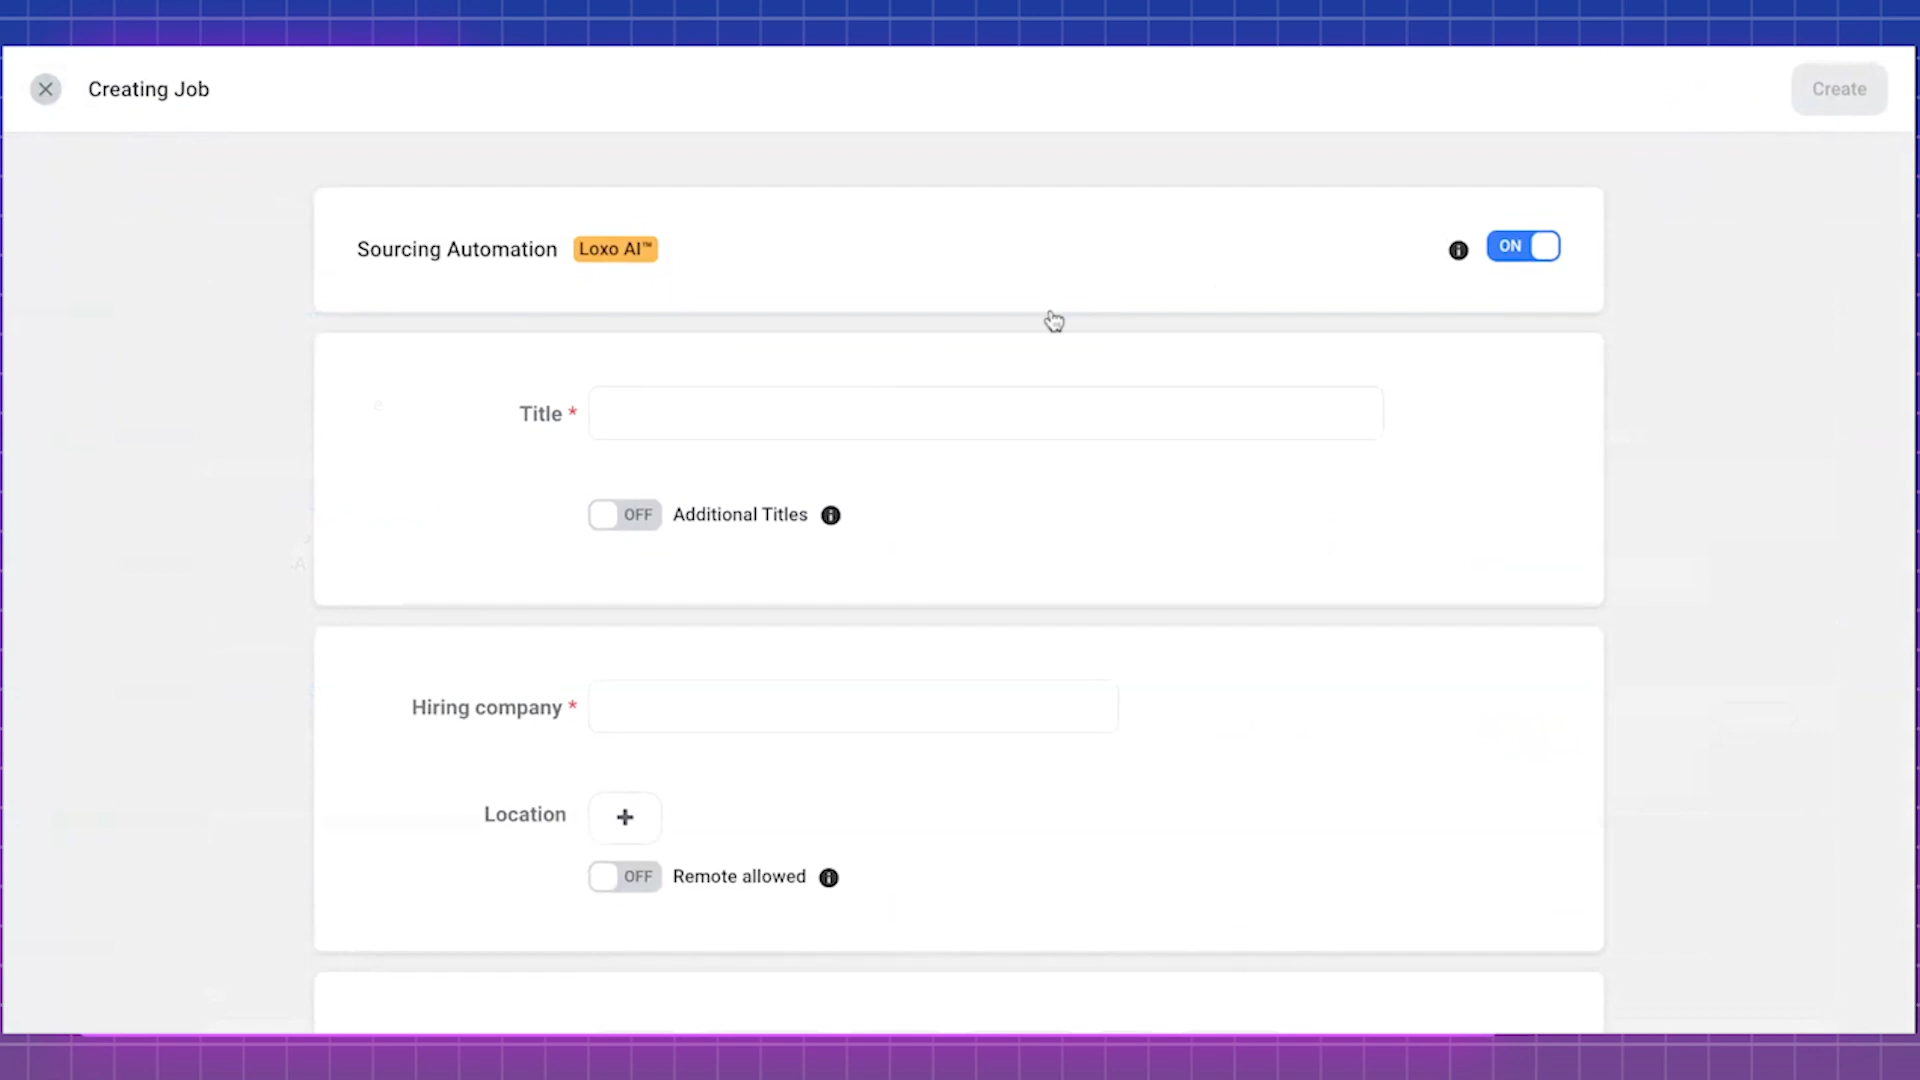 Creating Job
Create
Sourcing Automation Loxo AI™
ON
Title *
OFF Additional Titles
Hiring company *
Location +
OFF Remote allowed